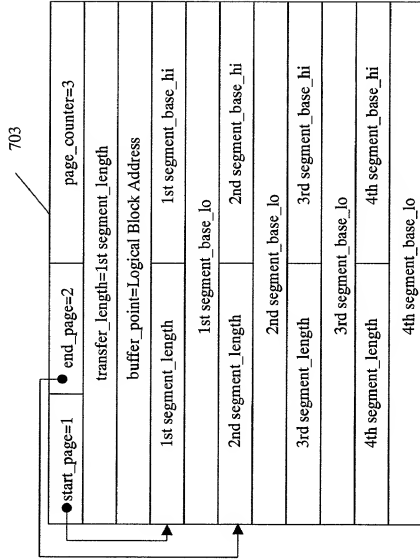 703
start_page=1 end_page=2 page_counter=3
transfer_length=1st segment_length
buffer_point=Logical Block Address
1st segment_length 1st segment_base_hi
1st segment_base_lo
2nd segment_length 2nd segment_base_hi
2nd segment_base_lo
3rd segment_length 3rd segment_base_hi
3rd segment_base_lo
4th segment_length 4th segment_base_hi
4th segment_base_lo